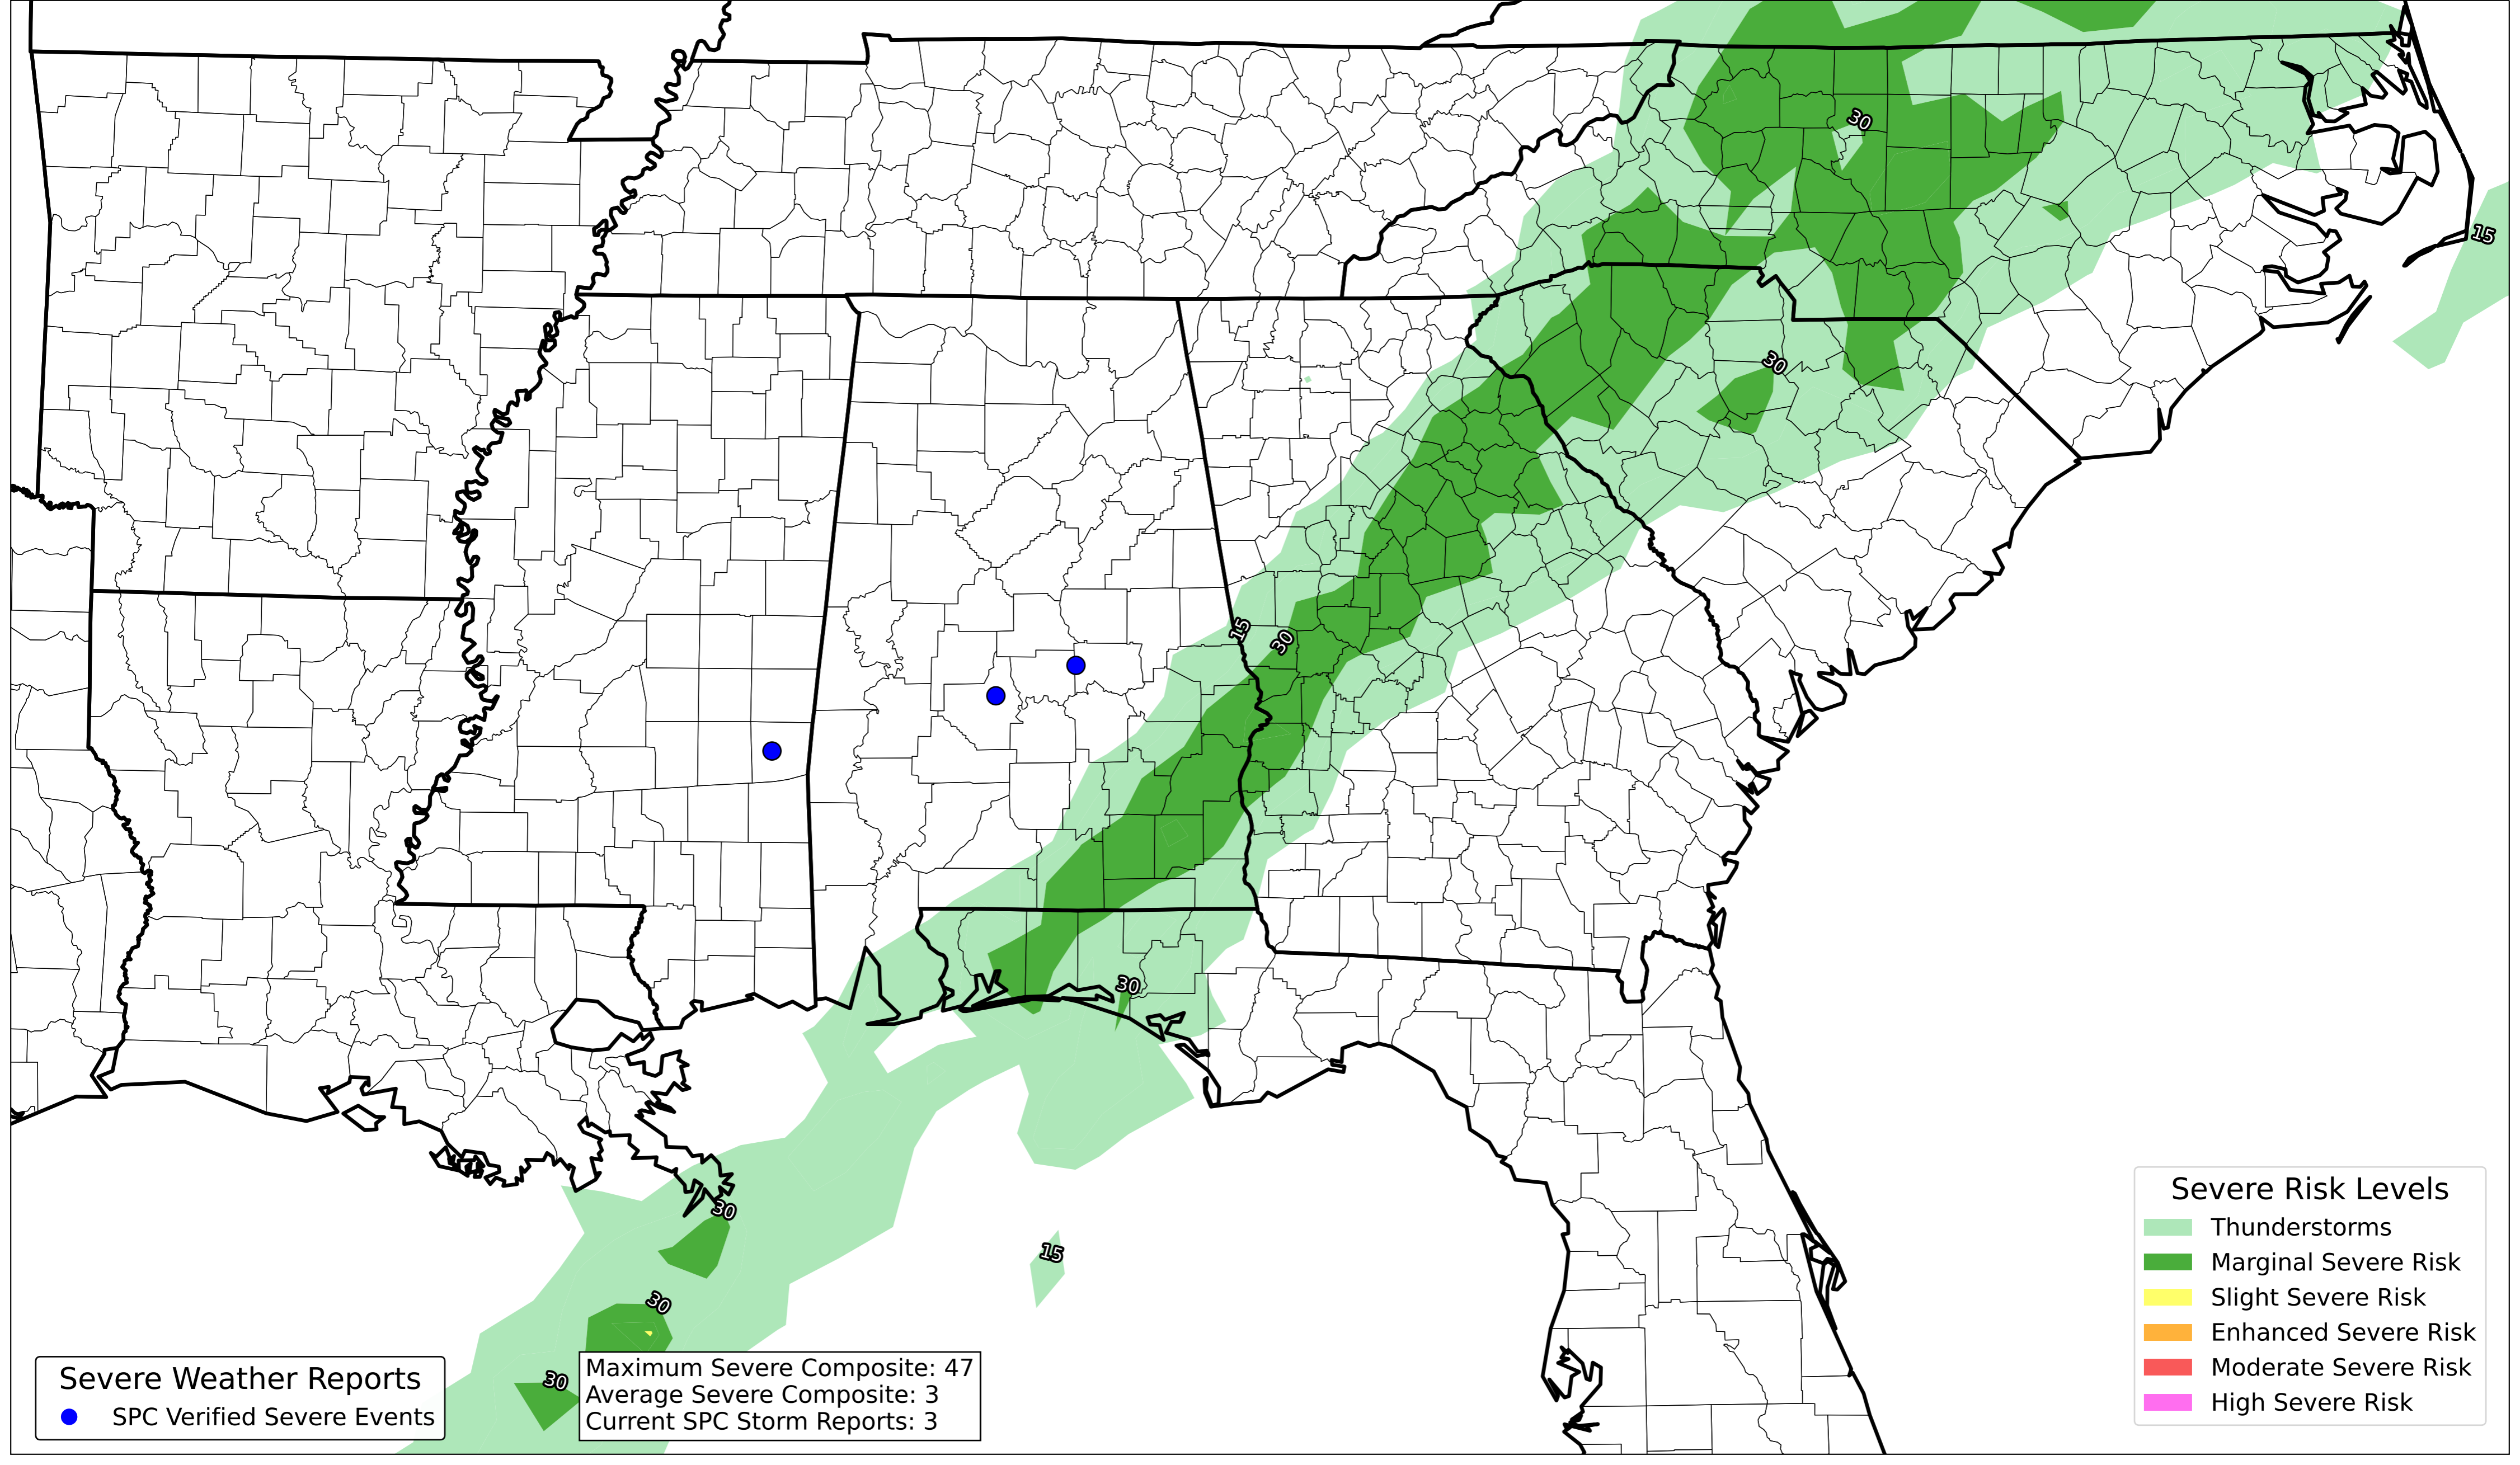 30
15
30
15
30
30
30
15
30
30
Severe Risk Levels
Thunderstorms
Marginal Severe Risk
Slight Severe Risk
Enhanced Severe Risk
Moderate Severe Risk
High Severe Risk
Severe Weather Reports
SPC Verified Severe Events
Maximum Severe Composite: 47
Average Severe Composite: 3
Current SPC Storm Reports: 3